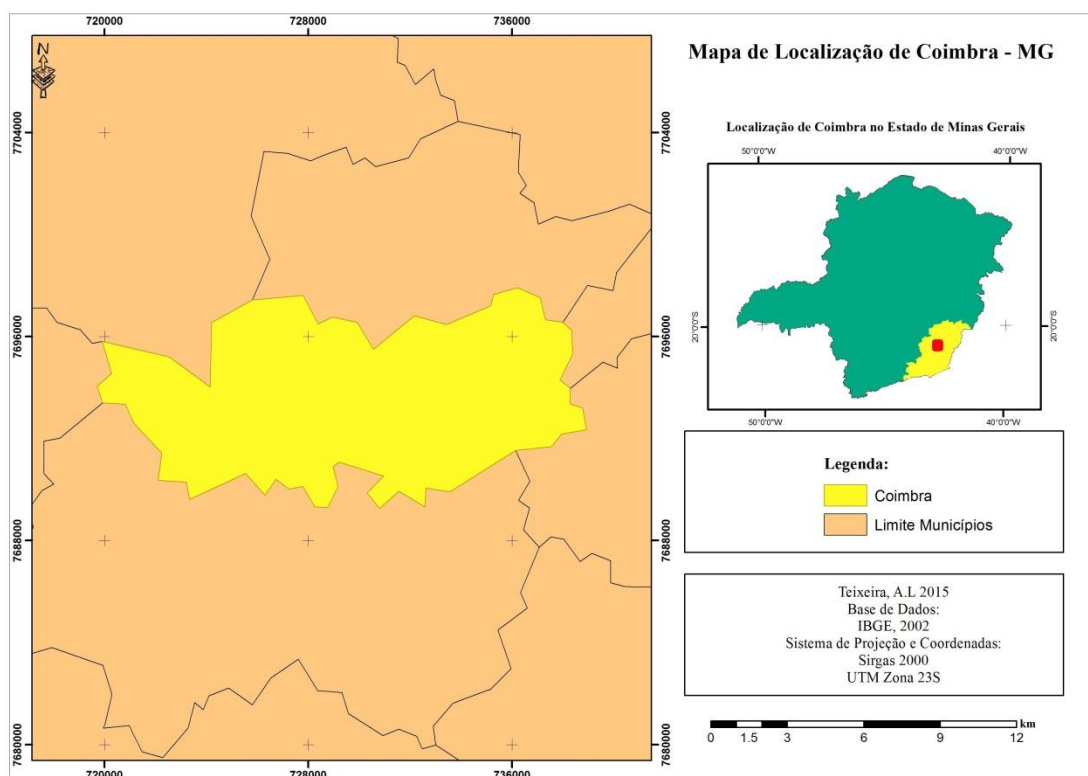 720000
728000
736000
N
7704000
7704000
7696000
7696000
7688000
7688000
7680000
7680000
720000
728000
736000
Mapa de Localização de Coimbra - MG
Localização de Coimbra no Estado de Minas Gerais
50°0'0"W
40°0'0"W
20°0'0"S
20°0'0"S
50°0'0"W
40°0'0"W
Legenda:
Coimbra
Limite Municípios
Teixeira, A.L 2015
Base de Dados:
IBGE, 2002
Sistema de Projeção e Coordenadas:
Sirgas 2000
UTM Zona 23S
km
0 1.5 3 6 9 12